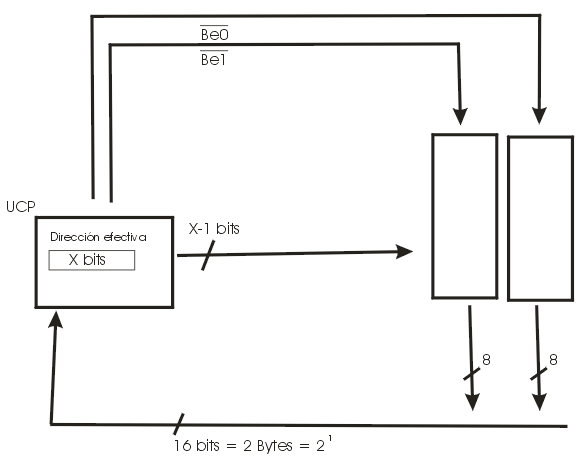 Be0
Be1
UCP
Dirección efectiva
X bits
X-1 bits
8
8
16 bits = 2 Bytes = 2¹